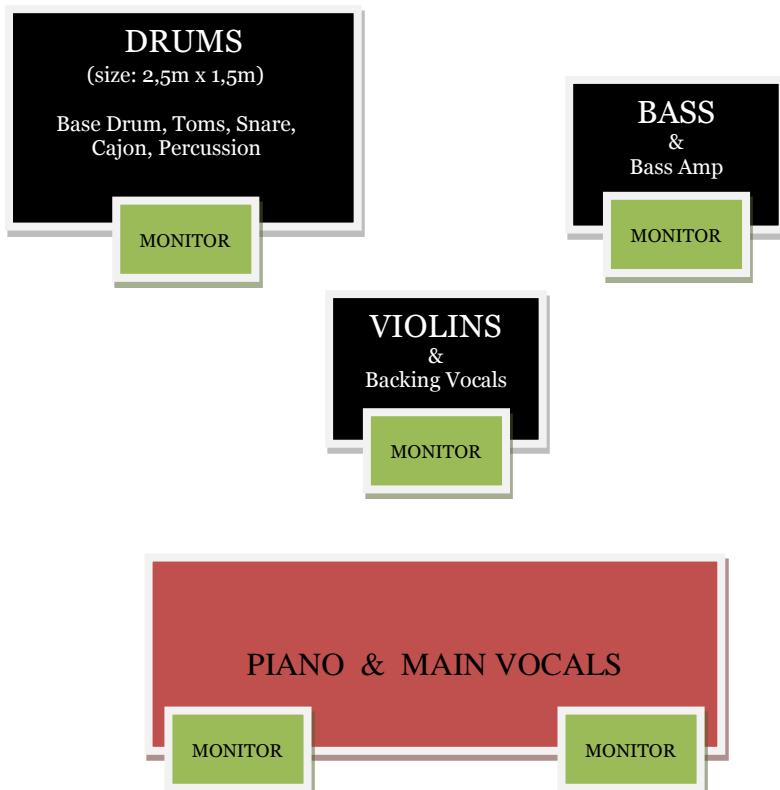 DRUMS
(size: 2,5m x 1,5m)
Base Drum, Toms, Snare,
Cajon, Percussion
MONITOR
BASS
&
Bass Amp
MONITOR
VIOLINS
&
Backing Vocals
MONITOR
PIANO & MAIN VOCALS
MONITOR
MONITOR